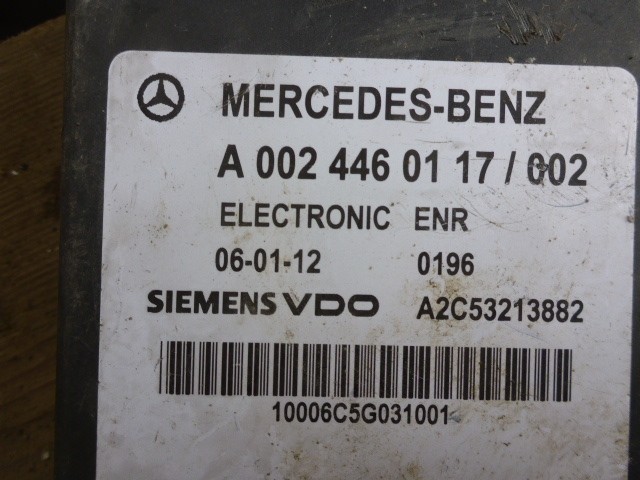 MERCEDES-BENZ
A 002 446 01 17 / 002
ELECTRONIC ENR
06-01-12 0196
SIEMENS VDO A2C53213882
10006C5G031001